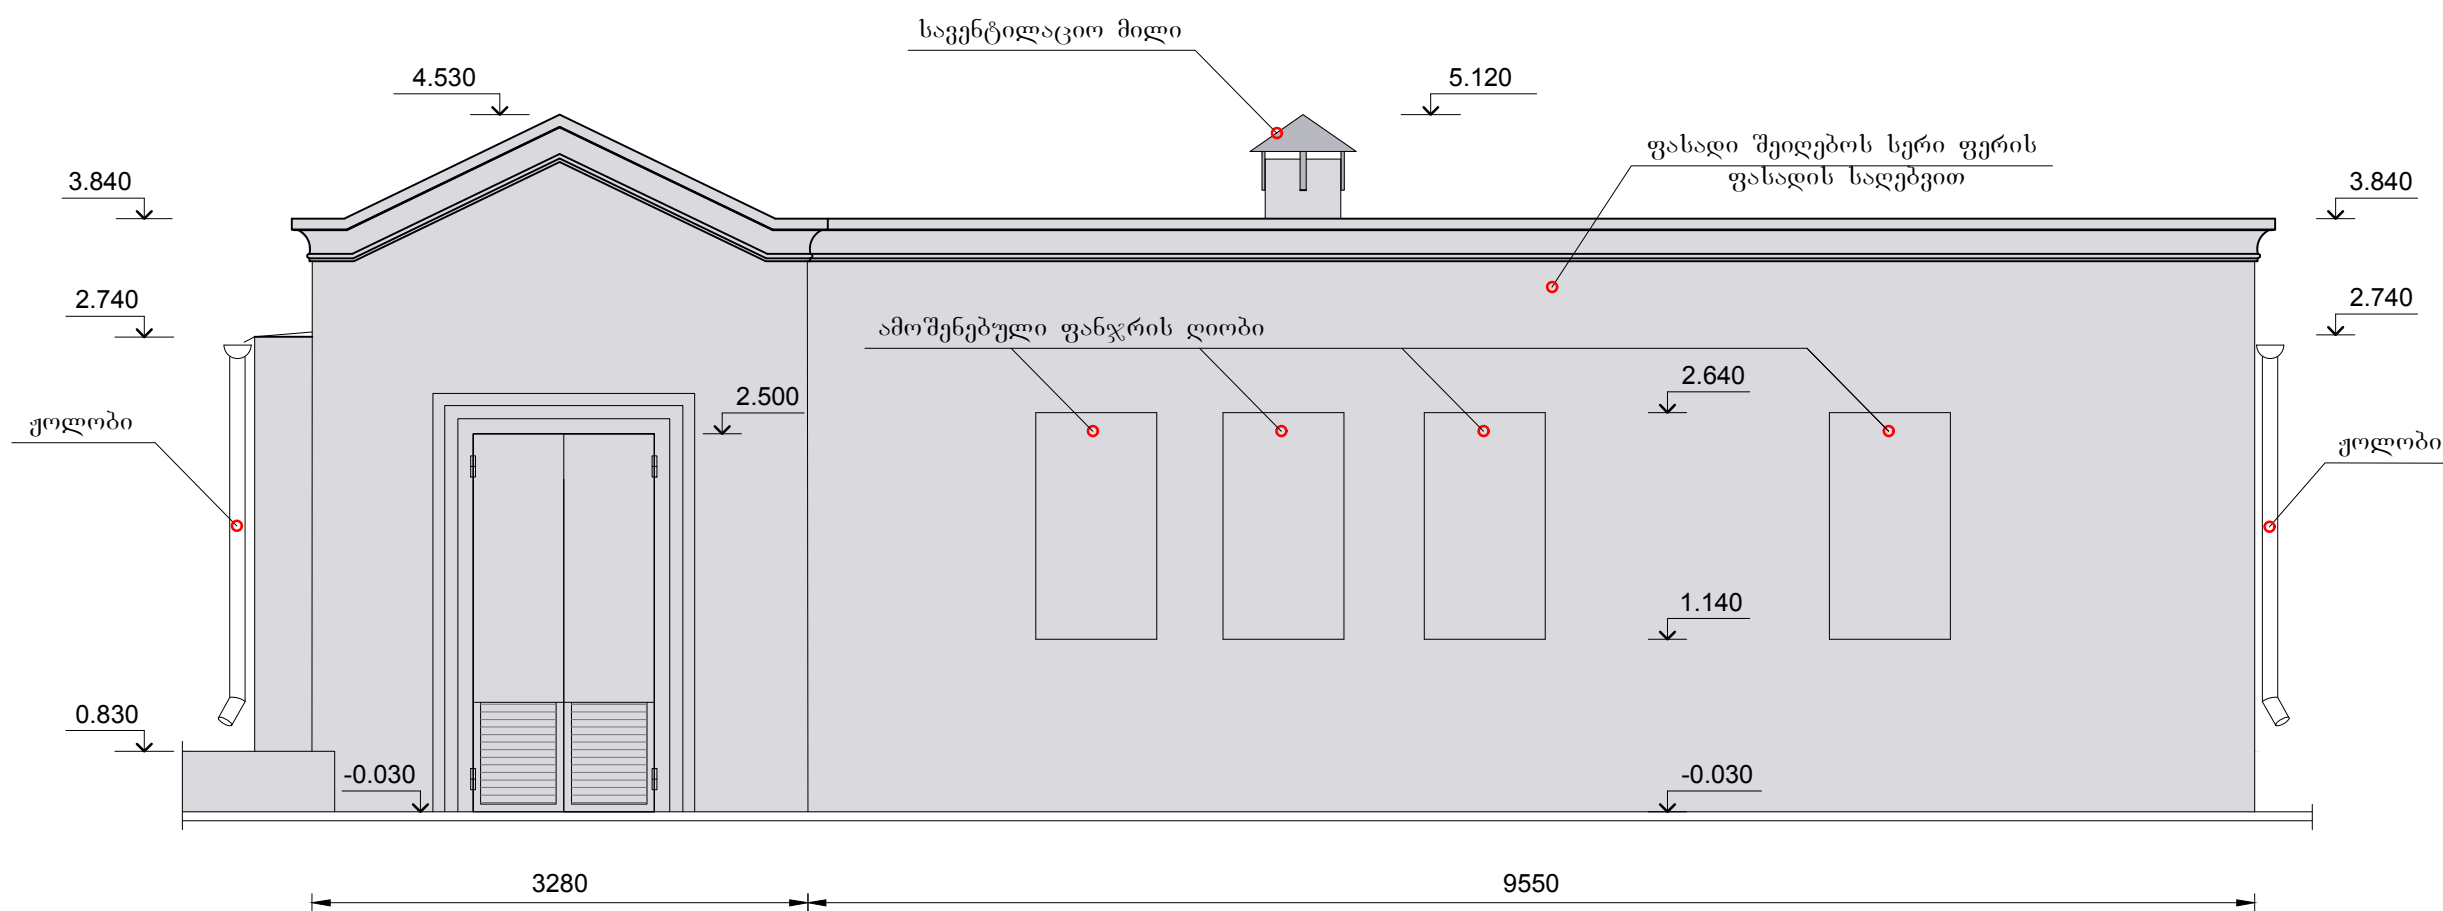 სავენტილაციო მილი
4.530
5.120
ფასადი შეიღებოს სერი ფერის
ფასადის საღებვით
3.840
3.840
2.740
2.740
ამოშენებული ფანჯრის ღიობი
2.640
2.500
ჟოლობი
ჟოლობი
1.140
0.830
-0.030
-0.030
3280
9550